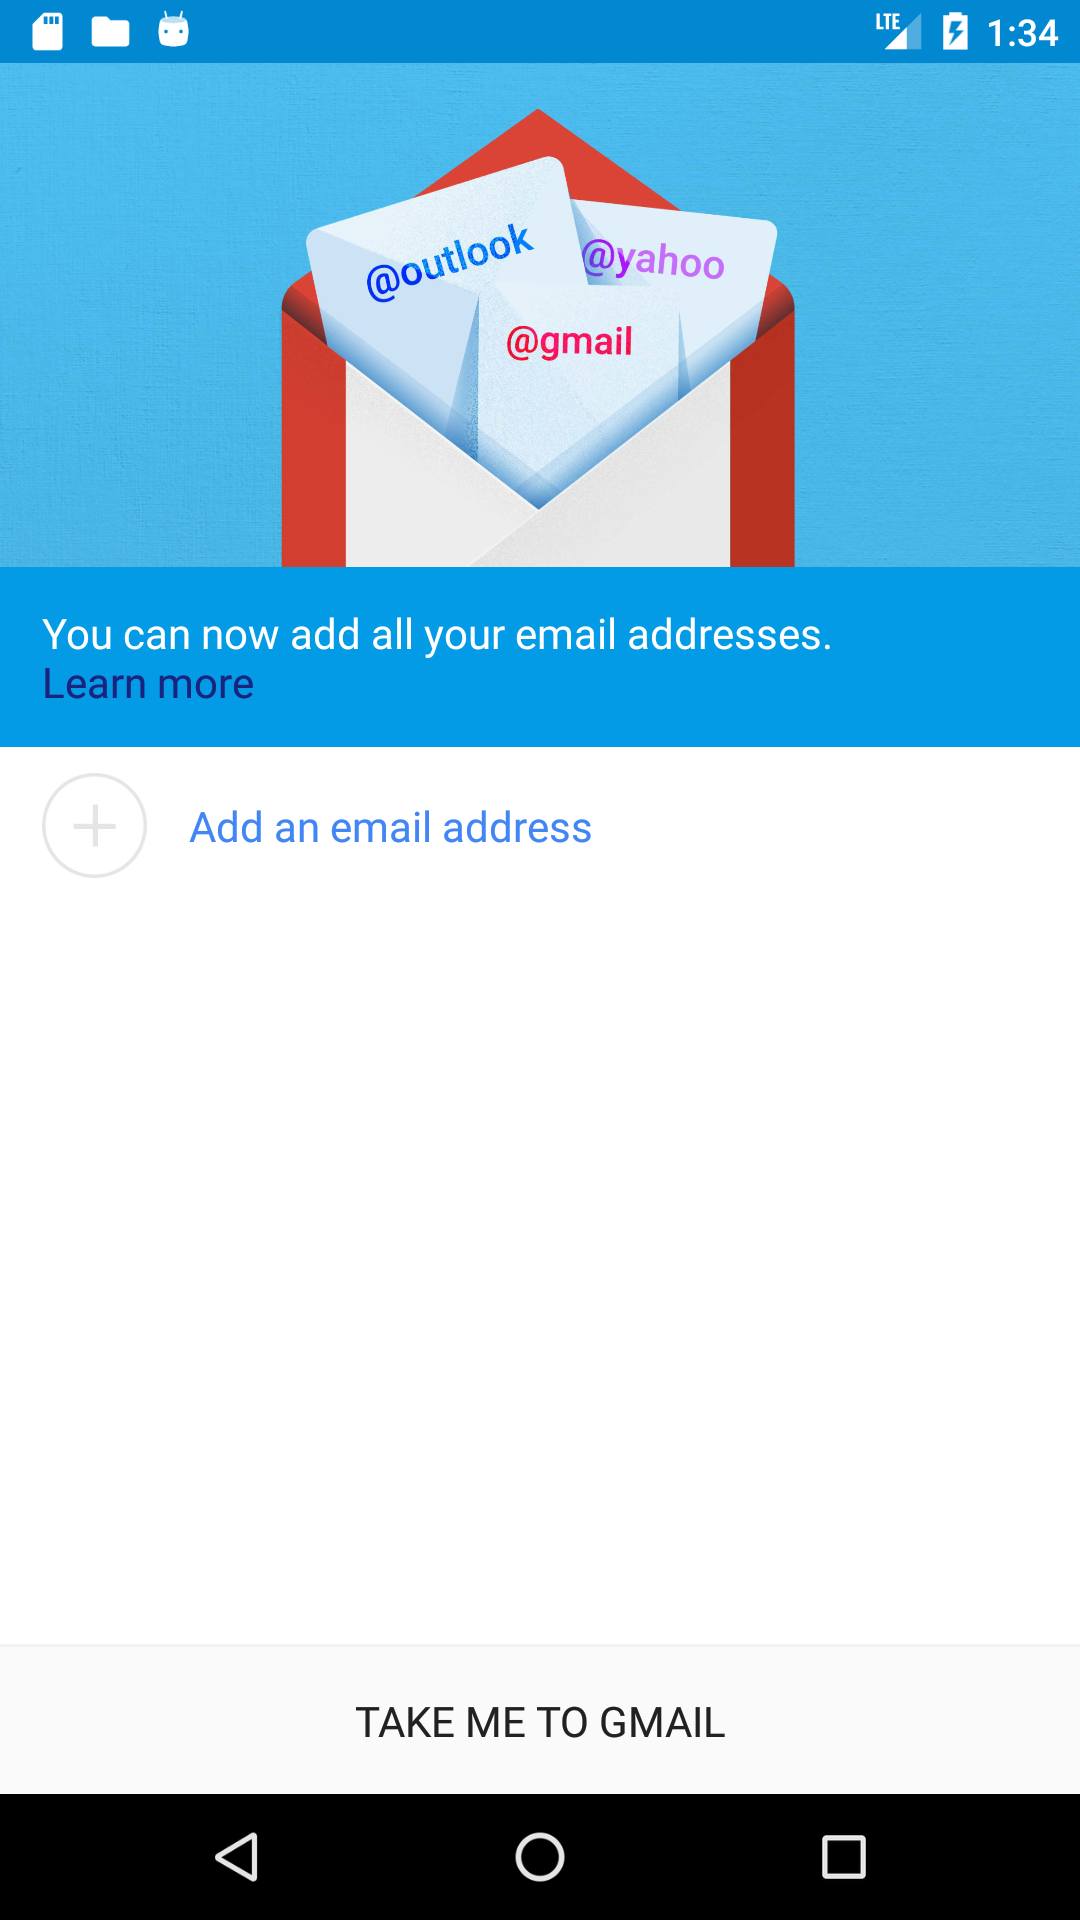 LTE 1:34
@outlook
@yahoo
@gmail
You can now add all your email addresses.
Learn more
Add an email address
TAKE ME TO GMAIL